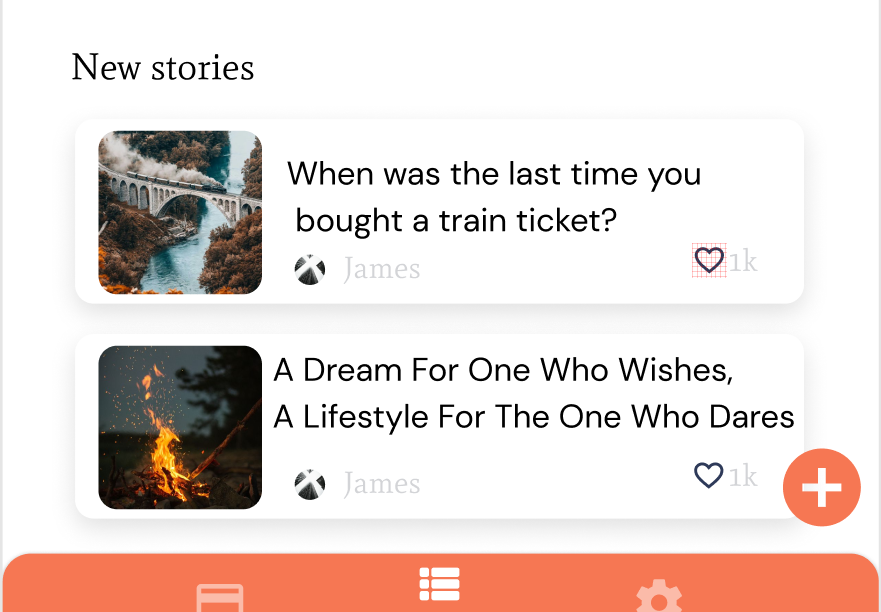 New stories
When was the last time you
bought a train ticket?
James
1k
A Dream For One Who Wishes,
A Lifestyle For The One Who Dares
James
1k